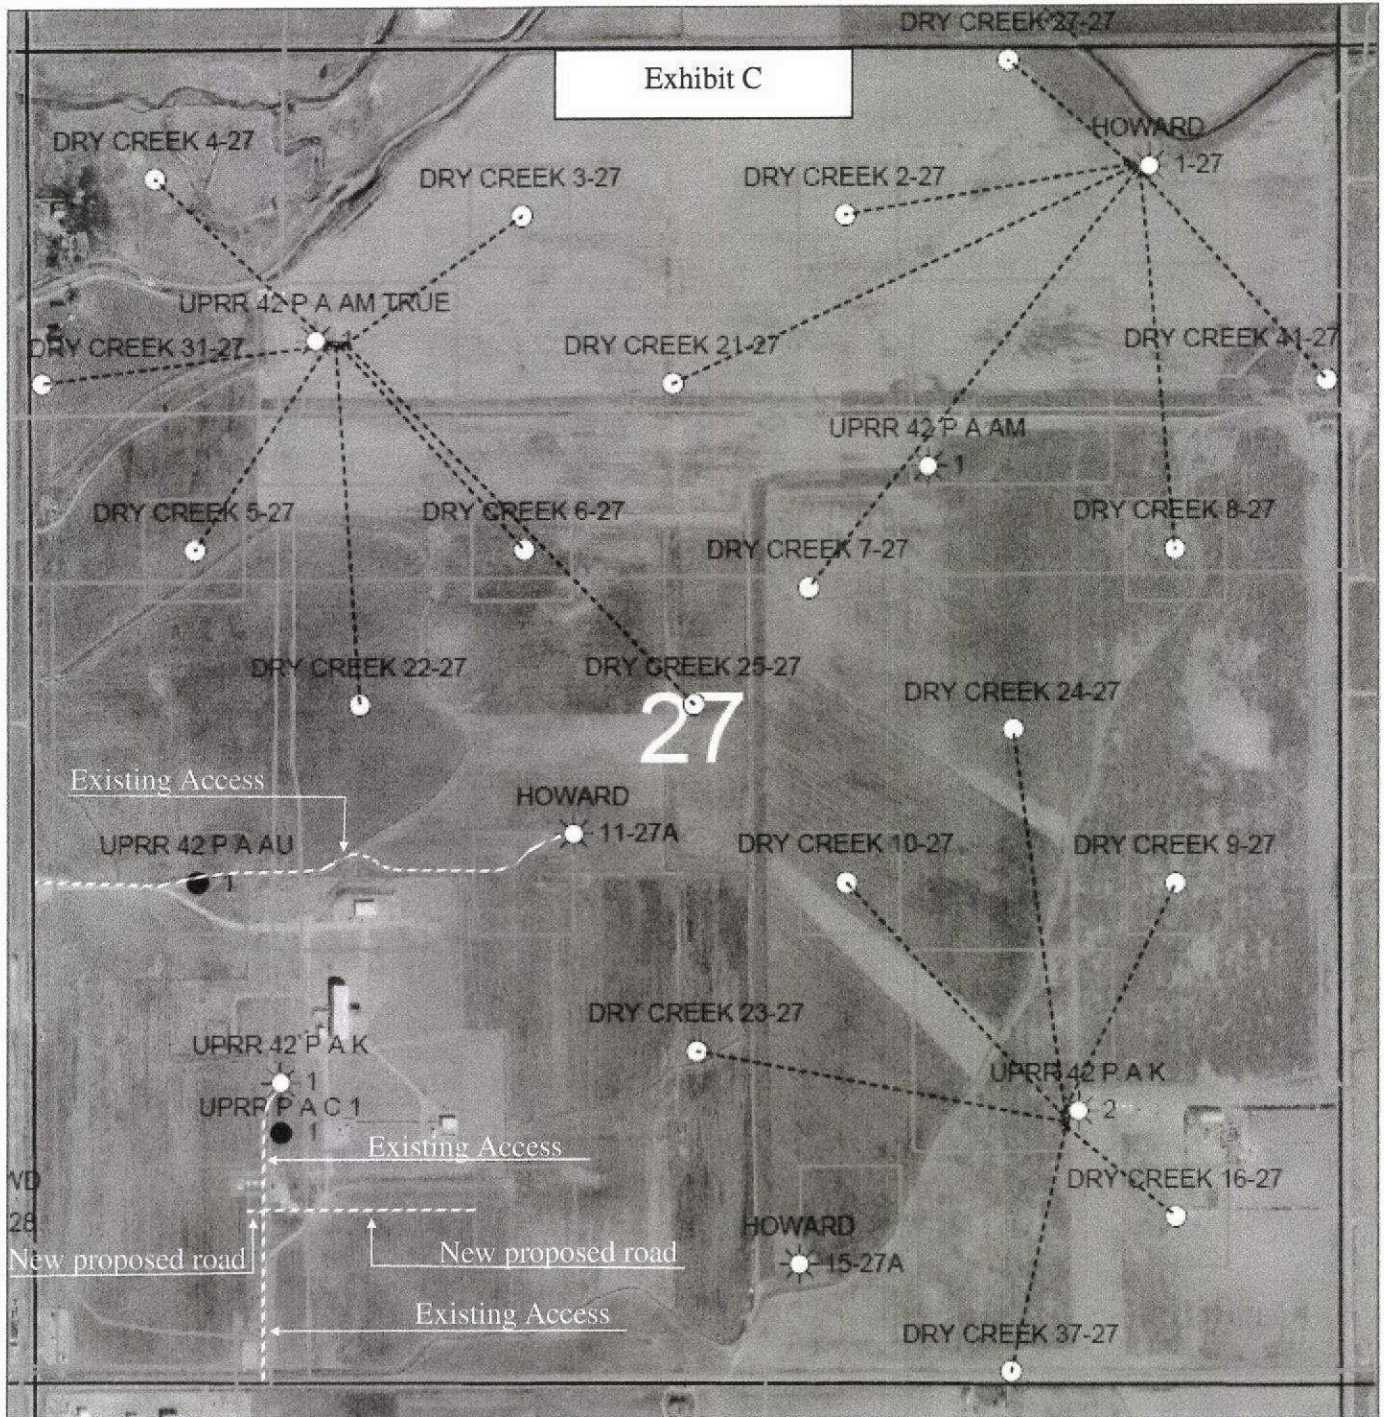 DRY CREEK 27-27
Exhibit C
HOWARD
1-27
DRY CREEK 4-27
DRY CREEK 3-27
DRY CREEK 2-27
UPRR 42 P A AM TRUE
1
DRY CREEK 31-27
DRY CREEK 21-27
DRY CREEK 41-27
UPRR 42 P A AM
1
DRY CREEK 5-27
DRY CREEK 6-27
DRY CREEK 8-27
DRY CREEK 7-27
DRY CREEK 22-27
DRY CREEK 25-27
27
DRY CREEK 24-27
Existing Access
HOWARD
11-27A
UPRR 42 P A AU
1
DRY CREEK 10-27
DRY CREEK 9-27
DRY CREEK 23-27
UPRR 42 P A K
1
UPRR 42 P A K
2
UPRR P A C 1
1
Existing Access
DRY CREEK 16-27
HOWARD
15-27A
New proposed road
New proposed road
Existing Access
DRY CREEK 37-27